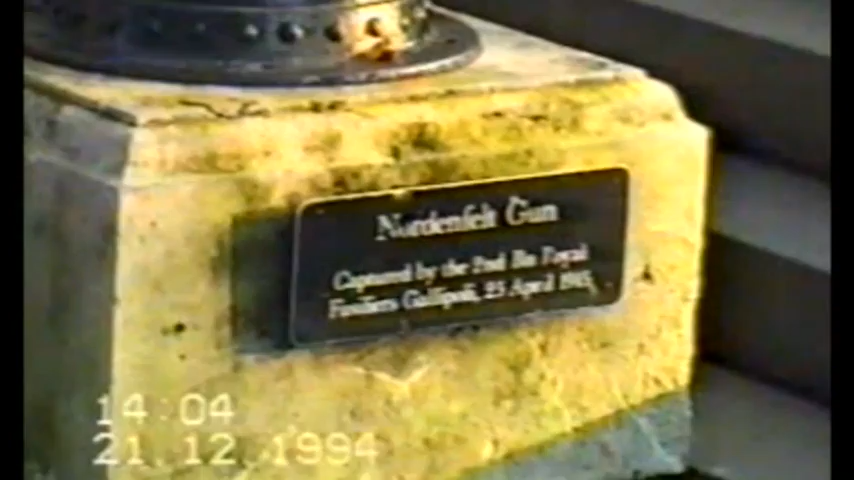 Nordenfelt Gun
Captured by the 2nd Bn Royal
Fusiliers Gallipoli, 25 April 1915
14:04
21.12.1994